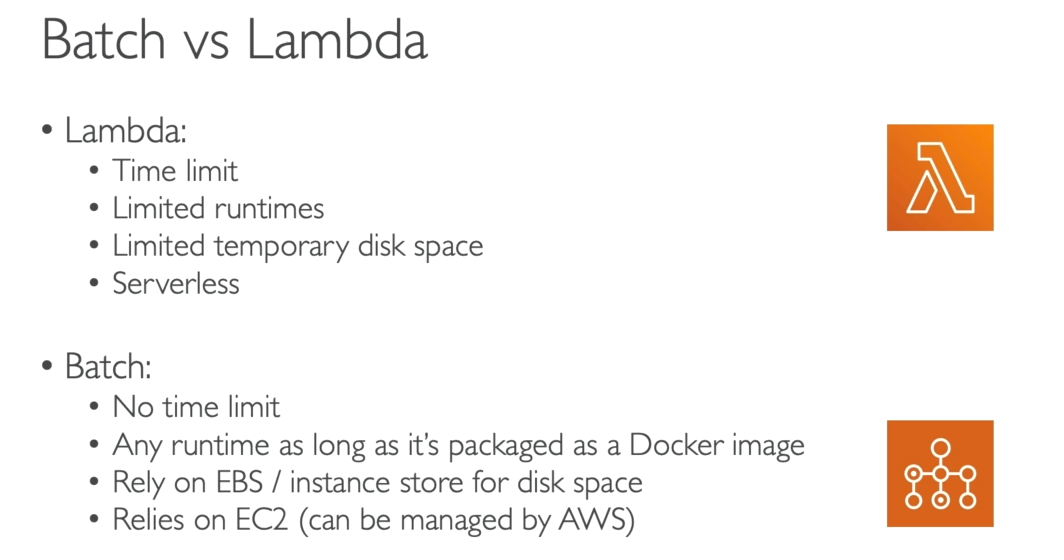 Batch vs Lambda
• Lambda:
• Time limit
• Limited runtimes
• Limited temporary disk space
• Serverless
• Batch:
• No time limit
• Any runtime as long as it's packaged as a Docker image
• Rely on EBS / instance store for disk space
• Relies on EC2 (can be managed by AWS)